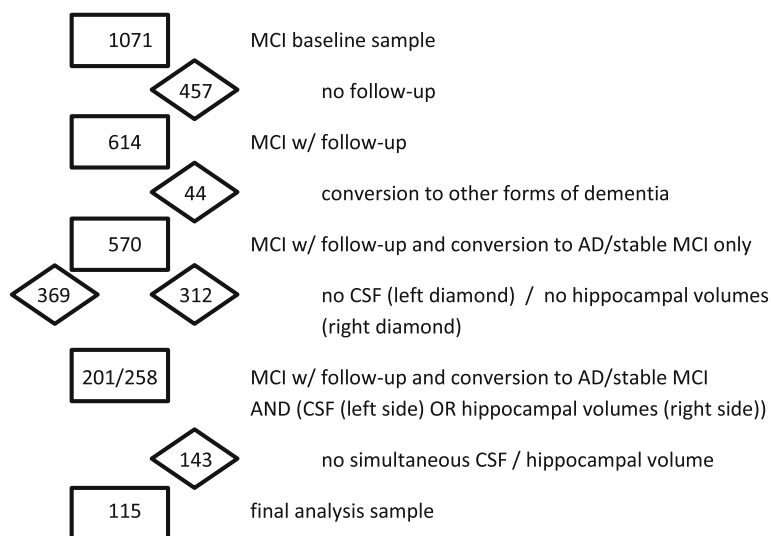 1071 MCI baseline sample
457 no follow-up
614 MCI w/ follow-up
44 conversion to other forms of dementia
570 MCI w/ follow-up and conversion to AD/stable MCI only
369 312 no CSF (left diamond) / no hippocampal volumes
(right diamond)
201/258 MCI w/ follow-up and conversion to AD/stable MCI
AND (CSF (left side) OR hippocampal volumes (right side))
143 no simultaneous CSF / hippocampal volume
115 final analysis sample